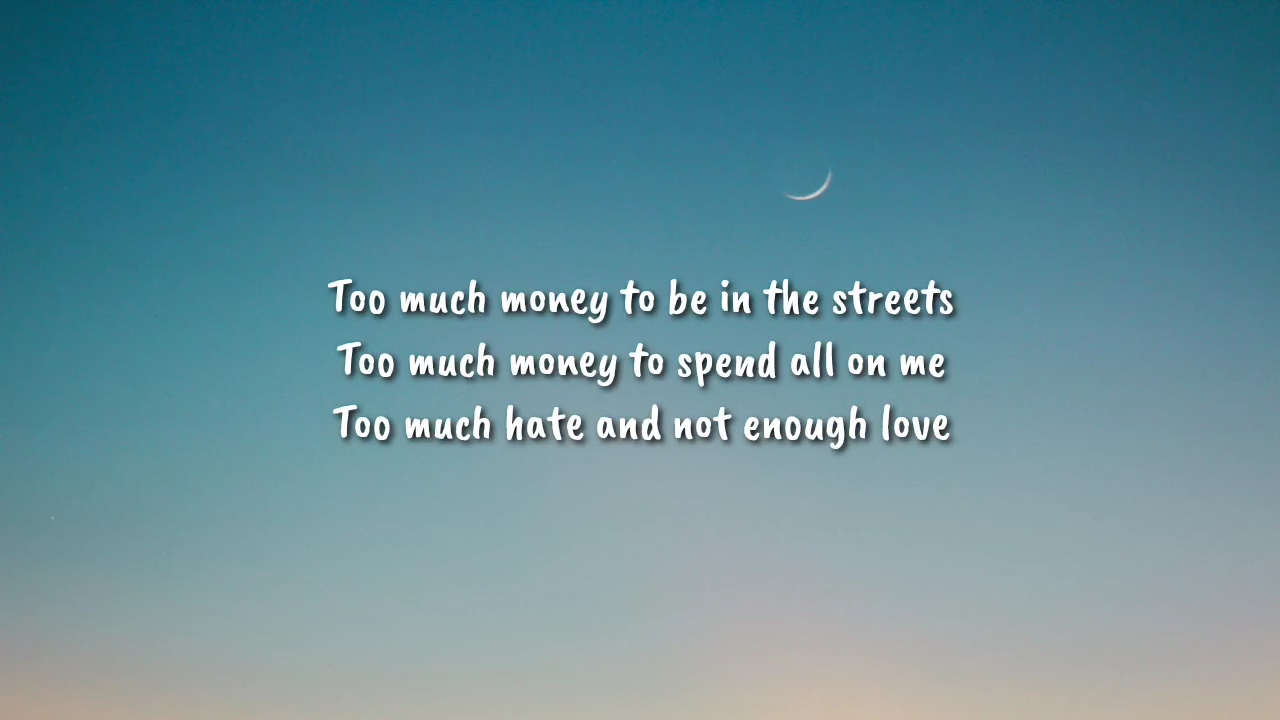 Too much money to be in the streets
Too much money to spend all on me
Too much hate and not enough love